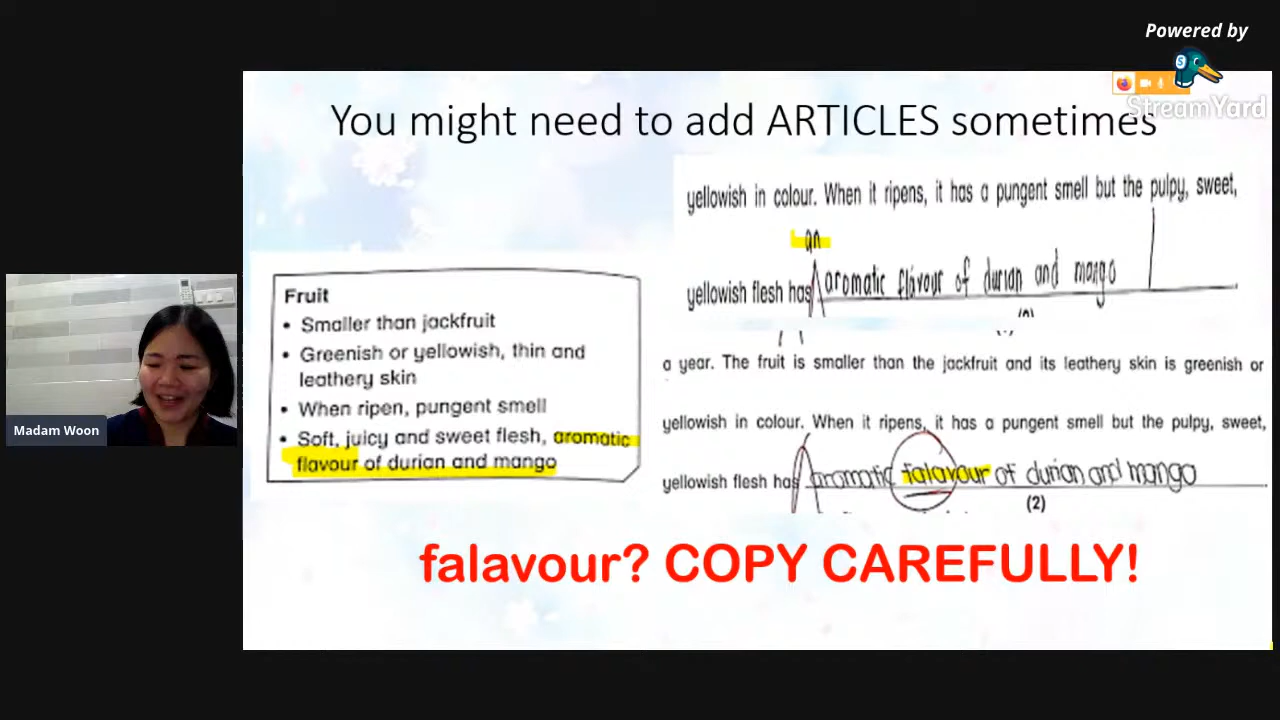 Powered by
StreamYard
You might need to add ARTICLES sometimes
yellowish in colour. When it ripens, it has a pungent smell but the pulpy, sweet,
an
yellowish flesh has aromatic flavour of durian and mango
Fruit
• Smaller than jackfruit
• Greenish or yellowish, thin and
leathery skin
• When ripen, pungent smell
• Soft, juicy and sweet flesh, aromatic
flavour of durian and mango
a year. The fruit is smaller than the jackfruit and its leathery skin is greenish or
yellowish in colour. When it ripens, it has a pungent smell but the pulpy, sweet,
yellowish flesh has aromatic falavour of durian and mango
(2)
Madam Woon
falavour? COPY CAREFULLY!